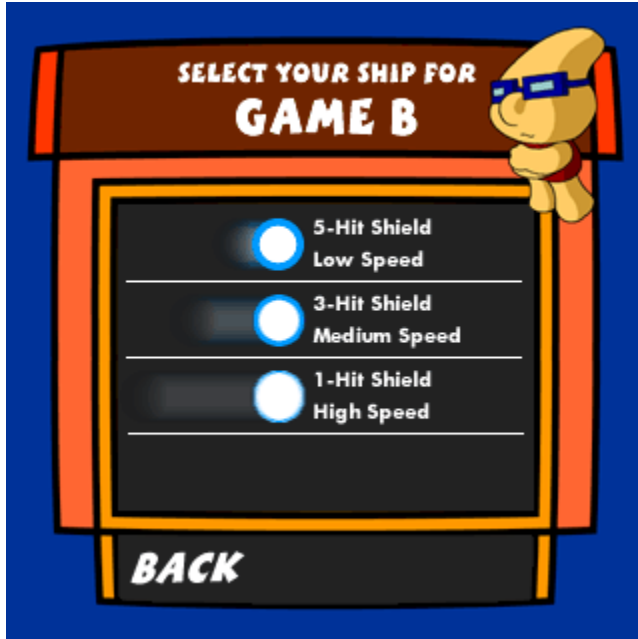 SELECT YOUR SHIP FOR
GAME B
5-Hit Shield
Low Speed
3-Hit Shield
Medium Speed
1-Hit Shield
High Speed
BACK